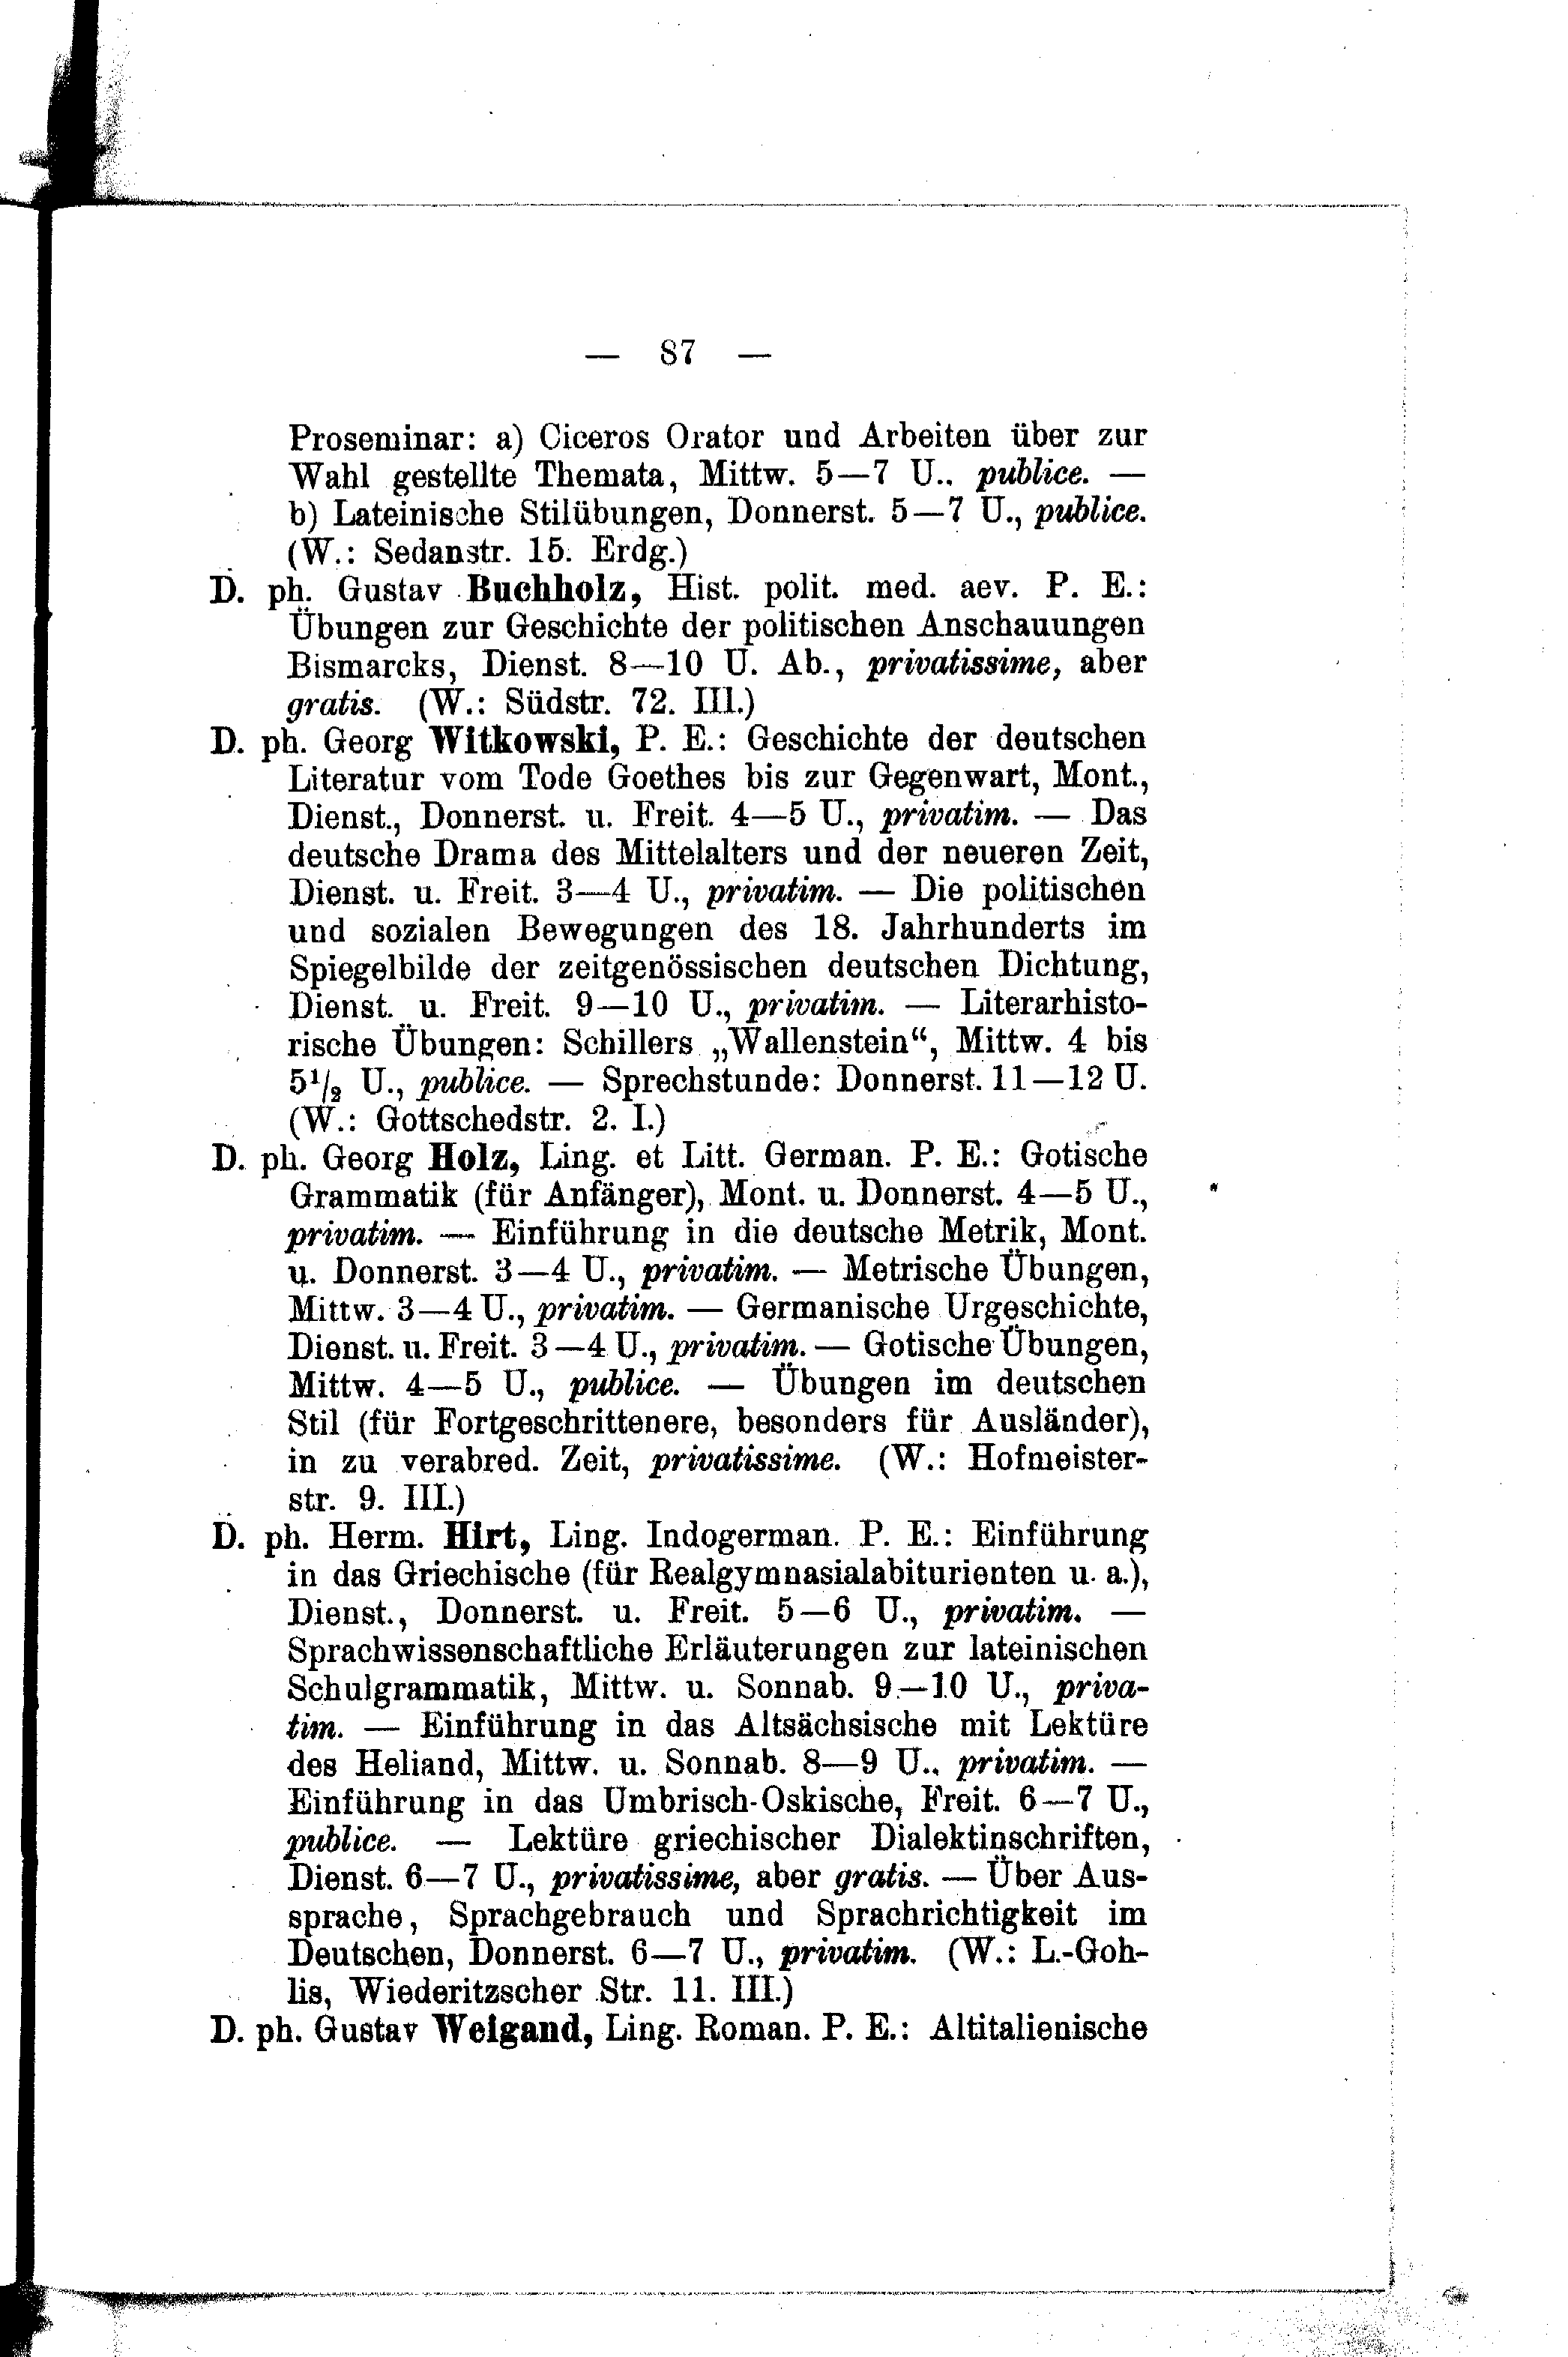 — 87 —
Proseminar: a) Ciceros Orator und Arbeiten über zur
Wahl gestellte Themata, Mittw. 5—7 U., publice. —
b) Lateinische Stilübungen, Donnerst. 5—7 U., publice.
(W.: Sedanstr. 15. Erdg.)
D. ph. Gustav Buchholz, Hist. polit. med. aev. P. E.:
Übungen zur Geschichte der politischen Anschauungen
Bismarcks, Dienst. 8—10 U. Ab., privatissime, aber
gratis. (W.: Südstr. 72. III.)
D. ph. Georg Witkowski, P. E.: Geschichte der deutschen
Literatur vom Tode Goethes bis zur Gegenwart, Mont.,
Dienst., Donnerst. u. Freit. 4—5 U., privatim. — Das
deutsche Drama des Mittelalters und der neueren Zeit,
Dienst. u. Freit. 3—4 U., privatim. — Die politischen
und sozialen Bewegungen des 18. Jahrhunderts im
Spiegelbilde der zeitgenössischen deutschen Dichtung,
Dienst. u. Freit. 9—10 U., privatim. — Literarhisto-
rische Übungen: Schillers „Wallenstein“, Mittw. 4 bis
5½ U., publice. — Sprechstunde: Donnerst. 11—12 U.
(W.: Gottschedstr. 2. I.)
D. ph. Georg Holz, Ling. et Litt. German. P. E.: Gotische
Grammatik (für Anfänger), Mont. u. Donnerst. 4—5 U.,
privatim. — Einführung in die deutsche Metrik, Mont.
u. Donnerst. 3—4 U., privatim. — Metrische Übungen,
Mittw. 3—4 U., privatim. — Germanische Urgeschichte,
Dienst. u. Freit. 3—4 U., privatim. — Gotische Übungen,
Mittw. 4—5 U., publice. — Übungen im deutschen
Stil (für Fortgeschrittenere, besonders für Ausländer),
in zu verabred. Zeit, privatissime. (W.: Hofmeister-
str. 9. III.)
D. ph. Herm. Hirt, Ling. Indogerman. P. E.: Einführung
in das Griechische (für Realgymnasialabiturienten u. a.),
Dienst., Donnerst. u. Freit. 5—6 U., privatim. —
Sprachwissenschaftliche Erläuterungen zur lateinischen
Schulgrammatik, Mittw. u. Sonnab. 9—10 U., priva-
tim. — Einführung in das Altsächsische mit Lektüre
des Heliand, Mittw. u. Sonnab. 8—9 U., privatim. —
Einführung in das Umbrisch-Oskische, Freit. 6—7 U.,
publice. — Lektüre griechischer Dialektinschriften,
Dienst. 6—7 U., privatissime, aber gratis. — Über Aus-
sprache, Sprachgebrauch und Sprachrichtigkeit im
Deutschen, Donnerst. 6—7 U., privatim. (W.: L.-Goh-
lis, Wiederitzscher Str. 11. III.)
D. ph. Gustav Weigand, Ling. Roman. P. E.: Altitalienische